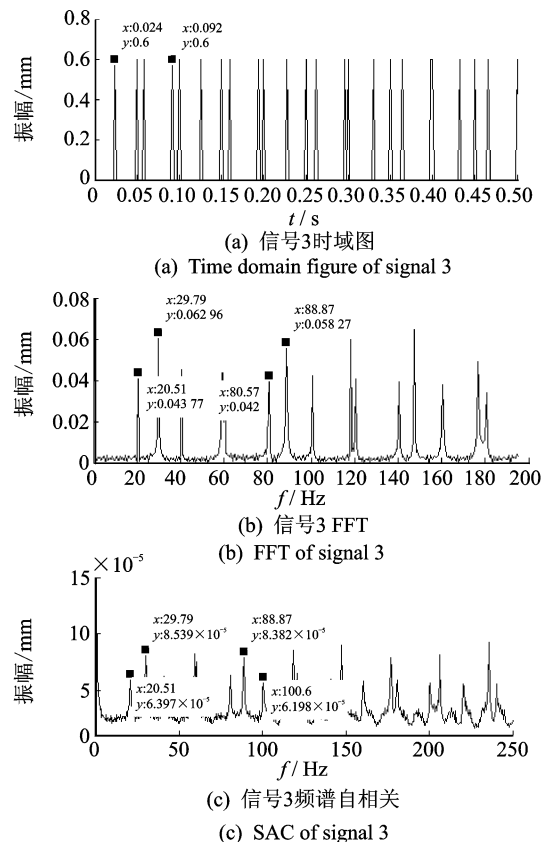 x:0.024
y:0.6
x:0.092
y:0.6
0.8
0.6
0.4
0.2
0
振幅/mm
0 0.05 0.10 0.15 0.20 0.25 0.30 0.35 0.40 0.45 0.50
t / s
(a) 信号3时域图
(a) Time domain figure of signal 3
x:29.79
y:0.062 96
x:88.87
y:0.058 27
x:20.51
y:0.043 77
x:80.57
y:0.042
0.08
0.06
0.04
0.02
0
振幅/mm
0 20 40 60 80 100 120 140 160 180 200
f / Hz
(b) 信号3 FFT
(b) FFT of signal 3
×10⁻⁵
x:29.79
y:8.539×10⁻⁵
x:88.87
y:8.382×10⁻⁵
x:20.51
y:6.397×10⁻⁵
x:100.6
y:6.198×10⁻⁵
15
10
5
0
振幅/mm
0 50 100 150 200 250
f / Hz
(c) 信号3频谱自相关
(c) SAC of signal 3